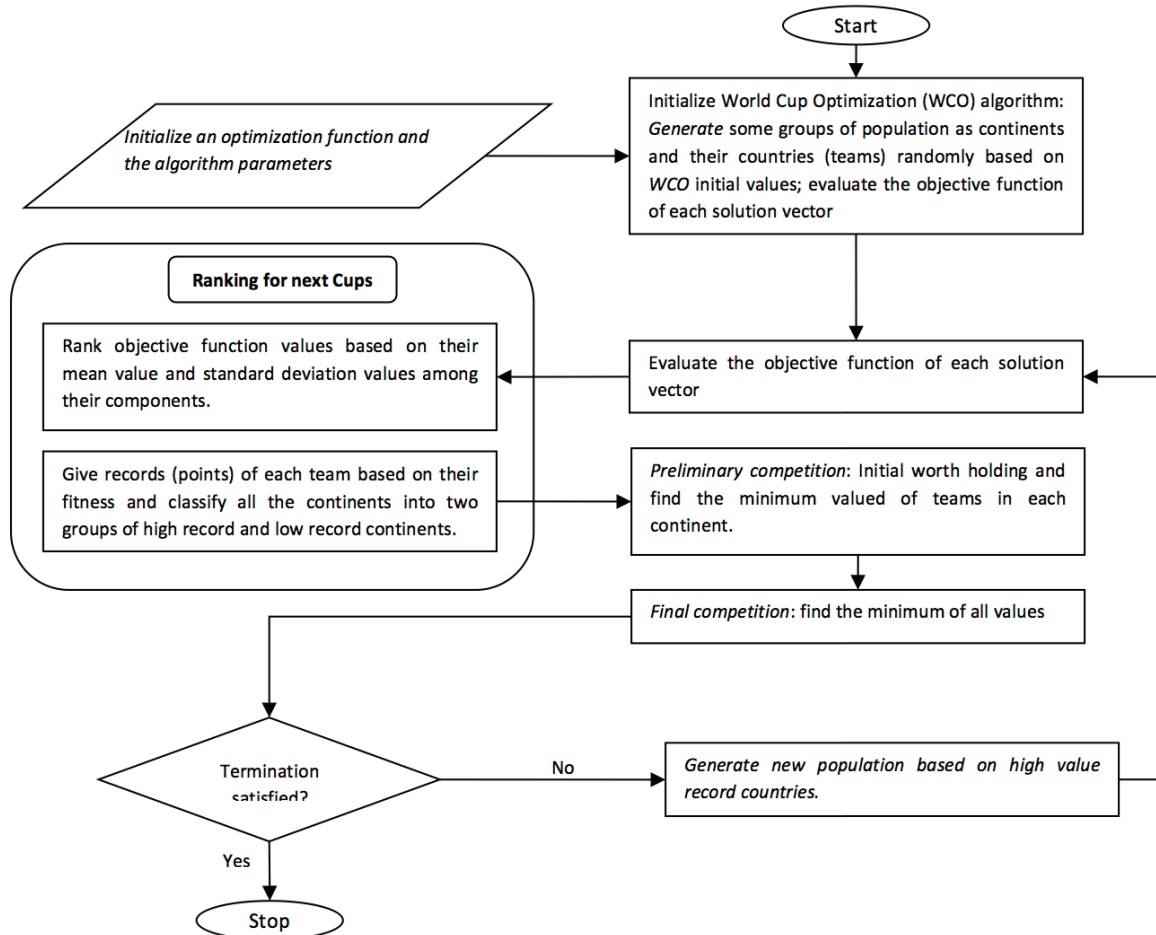 Start
Initialize World Cup Optimization (WCO) algorithm:
Generate some groups of population as continents
and their countries (teams) randomly based on
WCO initial values; evaluate the objective function
of each solution vector
Initialize an optimization function and
the algorithm parameters
Ranking for next Cups
Rank objective function values based on their
mean value and standard deviation values among
their components.
Evaluate the objective function of each solution
vector
Give records (points) of each team based on their
fitness and classify all the continents into two
groups of high record and low record continents.
Preliminary competition: Initial worth holding and
find the minimum valued of teams in each
continent.
Final competition: find the minimum of all values
Termination
satisfied?
No
Generate new population based on high value
record countries.
Yes
Stop